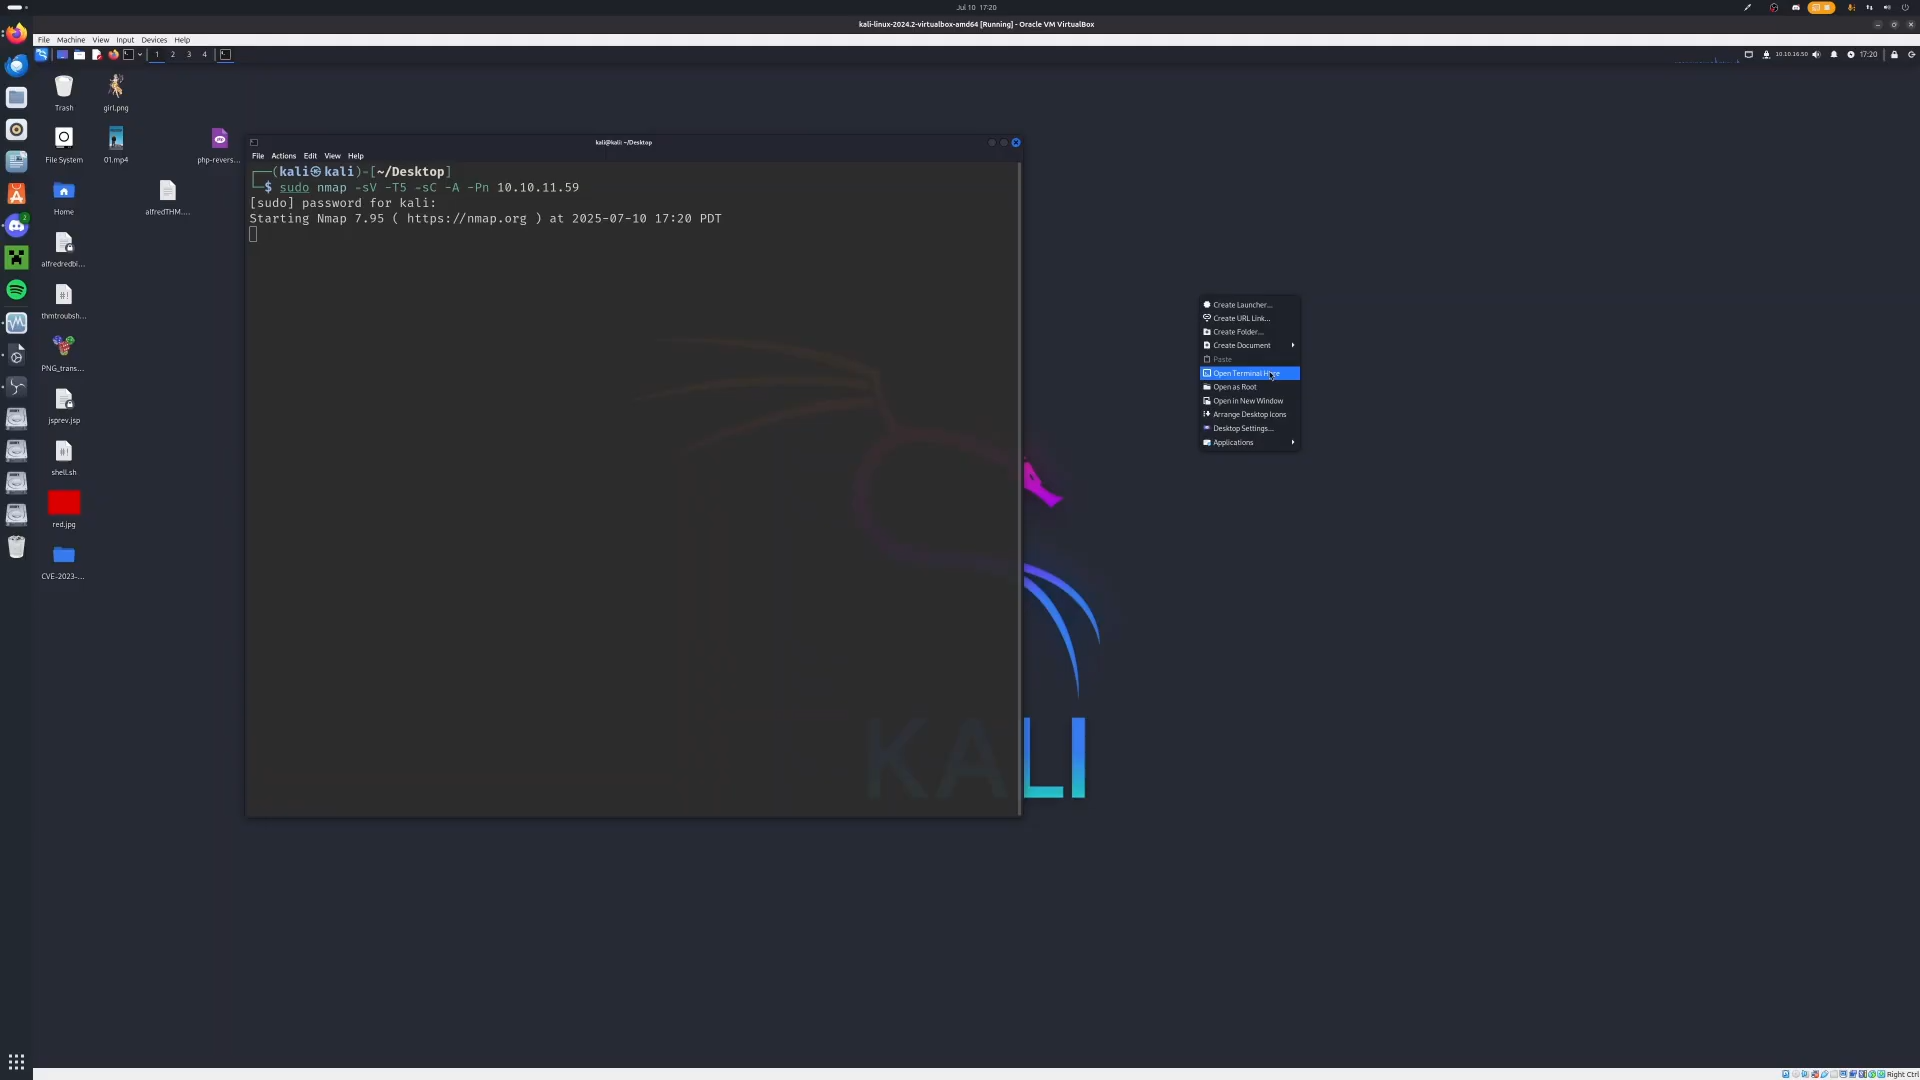 Jul 10 17:20
kali-linux-2024.2-virtualbox-amd64 [Running] - Oracle VM VirtualBox
File Machine View Input Devices Help
1 2 3 4
10.10.16.50 17:20
Trash
girl.png
File System
01.mp4
php-revers...
Home
alfredTHM....
alfredredbi...
thmtroubsh...
PNG_trans...
jsprev.jsp
shell.sh
red.jpg
CVE-2023-...
kali@kali: ~/Desktop
File Actions Edit View Help
┌──(kali㉿kali)-[~/Desktop]
└─$ sudo nmap -sV -T5 -sC -A -Pn 10.10.11.59
[sudo] password for kali:
Starting Nmap 7.95 ( https://nmap.org ) at 2025-07-10 17:20 PDT
Create Launcher...
Create URL Link...
Create Folder...
Create Document
Paste
Open Terminal Here
Open as Root
Open in New Window
Arrange Desktop Icons
Desktop Settings...
Applications
KALI
2
Right Ctrl